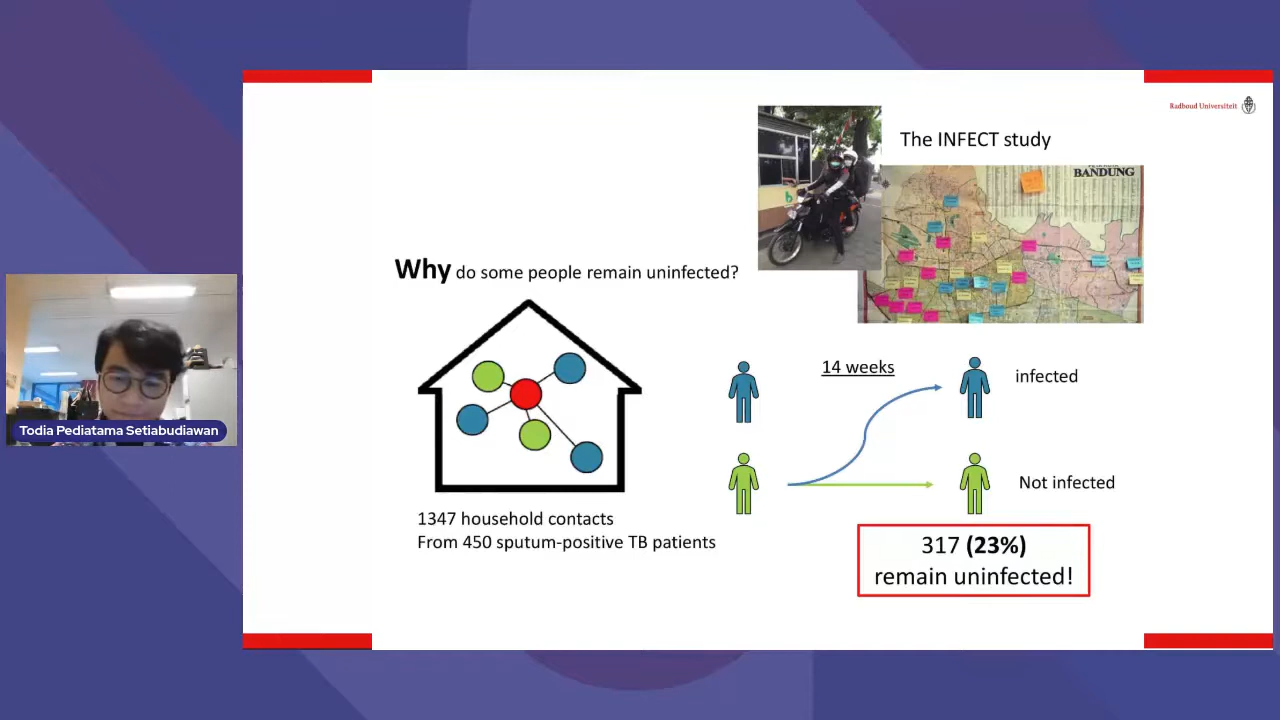 Radboud Universiteit
The INFECT study
BANDUNG
Why do some people remain uninfected?
14 weeks
infected
Not infected
Todia Pediatama Setiabudiawan
1347 household contacts
From 450 sputum-positive TB patients
317 (23%)
remain uninfected!